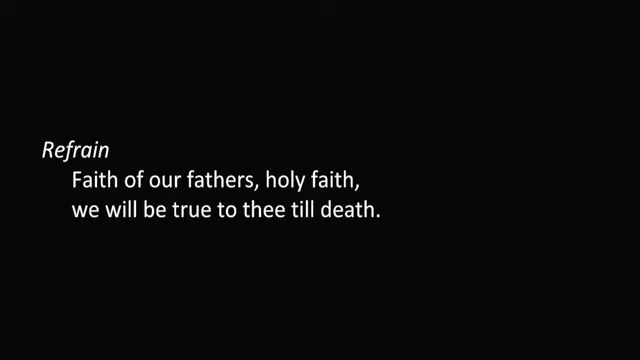 Refrain
Faith of our fathers, holy faith,
we will be true to thee till death.